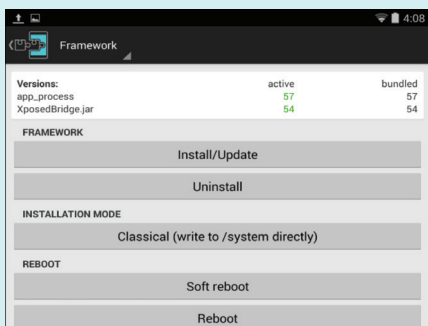 4:08
Framework
Versions: active bundled
app_process 57 57
XposedBridge.jar 54 54
FRAMEWORK
Install/Update
Uninstall
INSTALLATION MODE
Classical (write to /system directly)
REBOOT
Soft reboot
Reboot